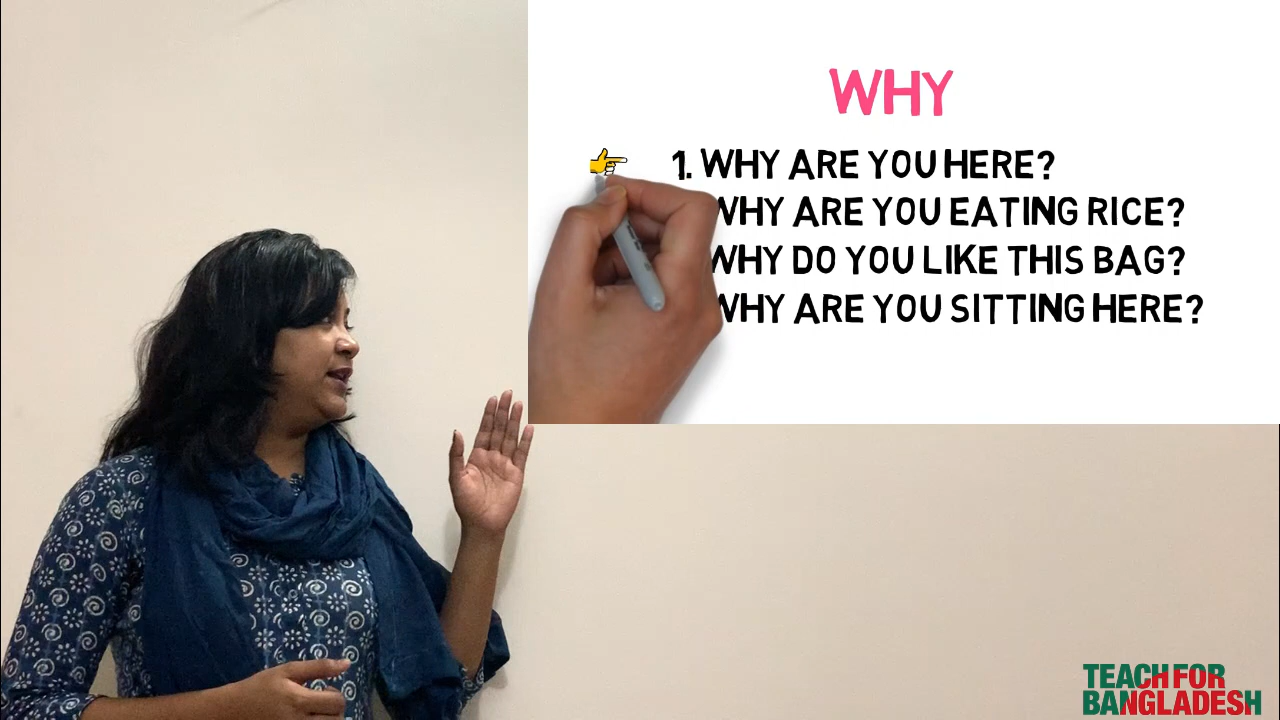 WHY
1. WHY ARE YOU HERE?
WHY ARE YOU EATING RICE?
WHY DO YOU LIKE THIS BAG?
WHY ARE YOU SITTING HERE?
TEACH FOR
BANGLADESH